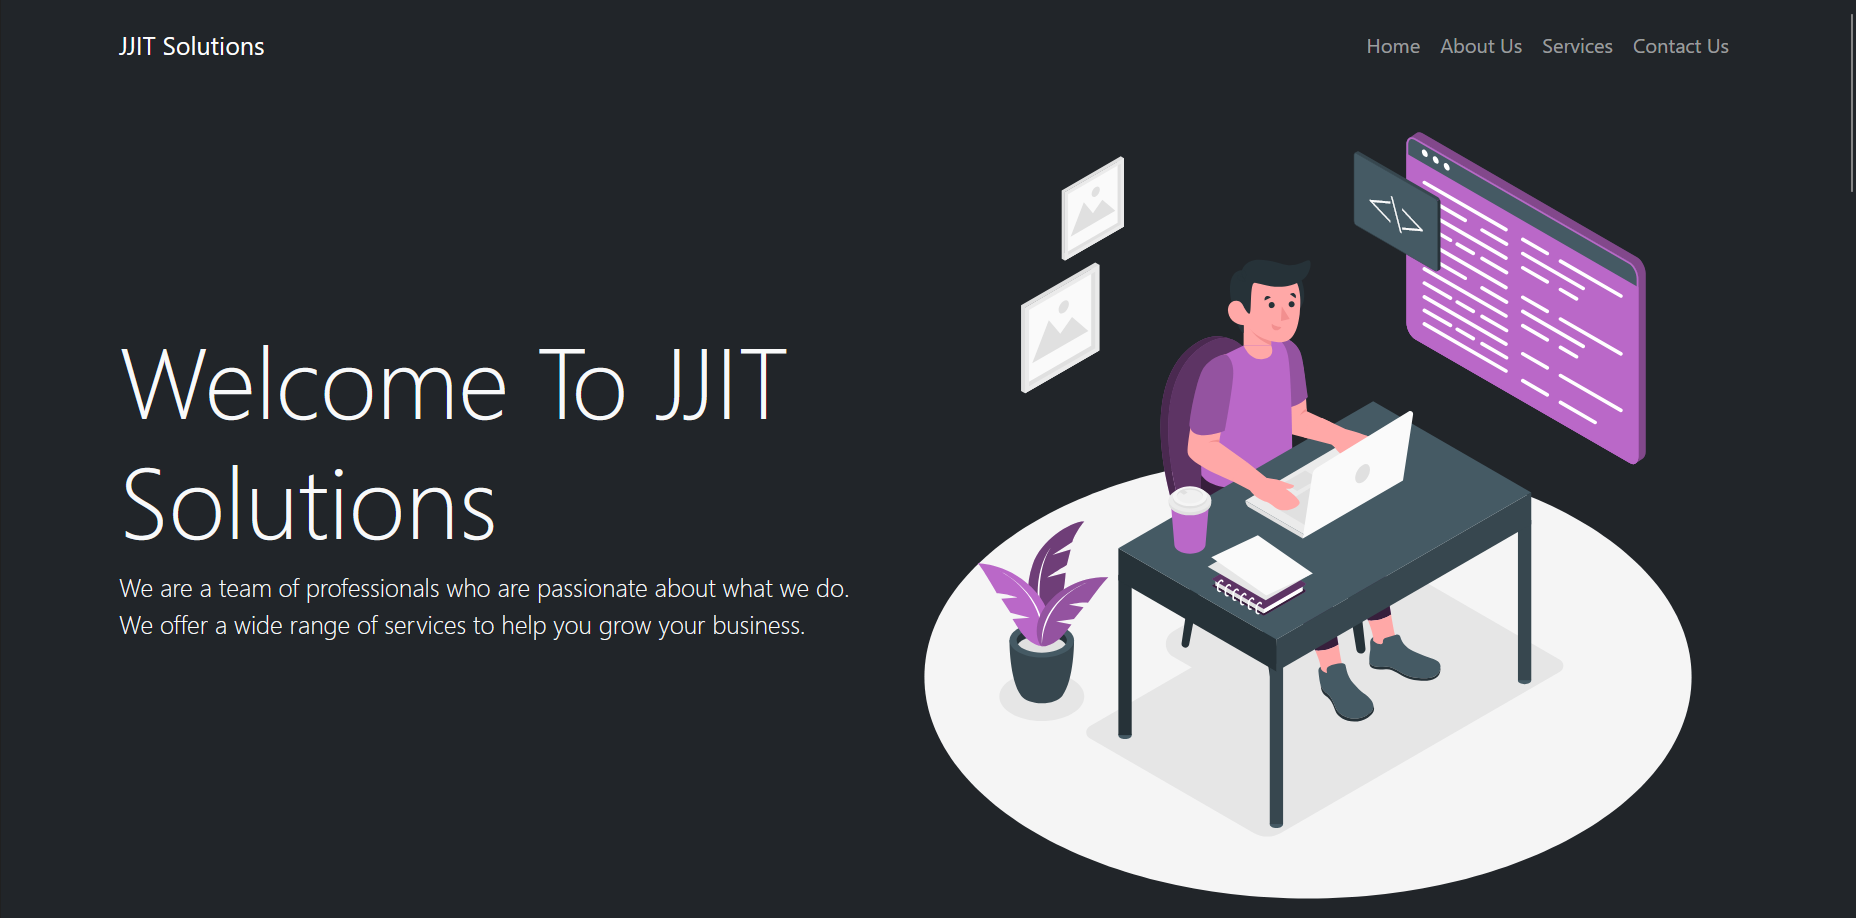 JJIT Solutions
Home About Us Services Contact Us
Welcome To JJIT
Solutions
We are a team of professionals who are passionate about what we do.
We offer a wide range of services to help you grow your business.
</>